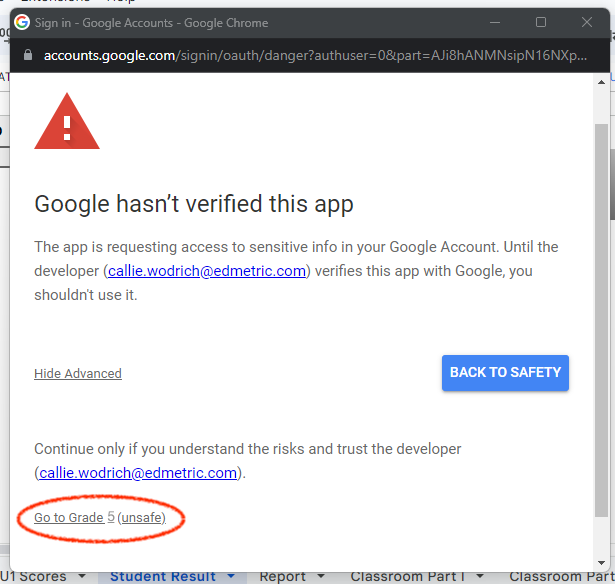 Sign in - Google Accounts - Google Chrome
accounts.google.com/signin/oauth/danger?authuser=0&part=AJi8hANMNsipN16NXp...
Google hasn't verified this app
The app is requesting access to sensitive info in your Google Account. Until the
developer (callie.wodrich@edmetric.com) verifies this app with Google, you
shouldn't use it.
Hide Advanced
BACK TO SAFETY
Continue only if you understand the risks and trust the developer
(callie.wodrich@edmetric.com).
Go to Grade 5 (unsafe)
U1 Scores Student Result Report Classroom Part I Classroom Part